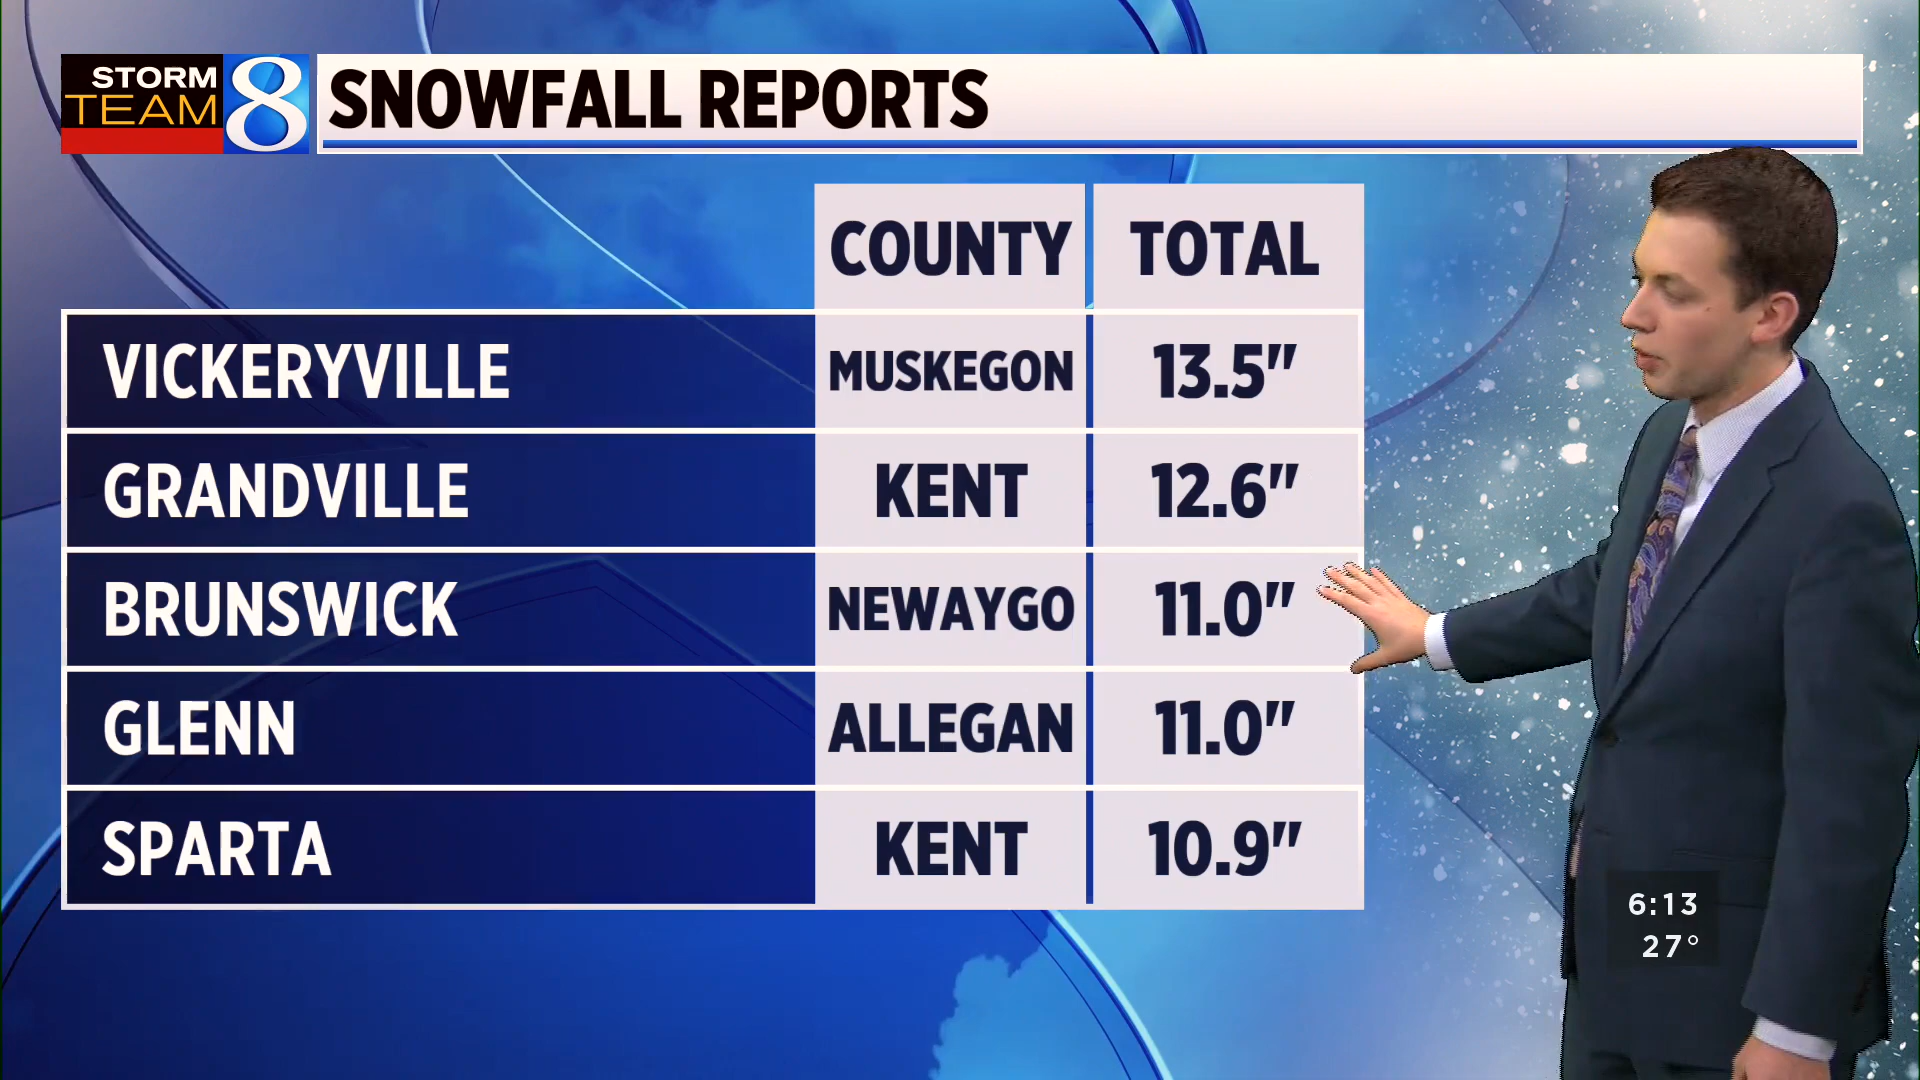 STORM
TEAM 8
SNOWFALL REPORTS
COUNTY TOTAL
VICKERYVILLE MUSKEGON 13.5"
GRANDVILLE KENT 12.6"
BRUNSWICK NEWAYGO 11.0"
GLENN ALLEGAN 11.0"
SPARTA KENT 10.9"
6:13
27°